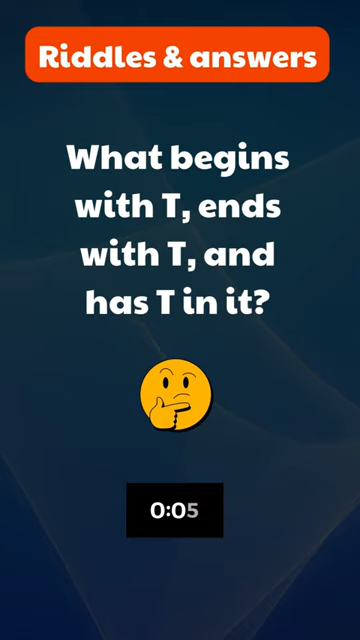 Riddles & answers
What begins
with T, ends
with T, and
has T in it?
0:05